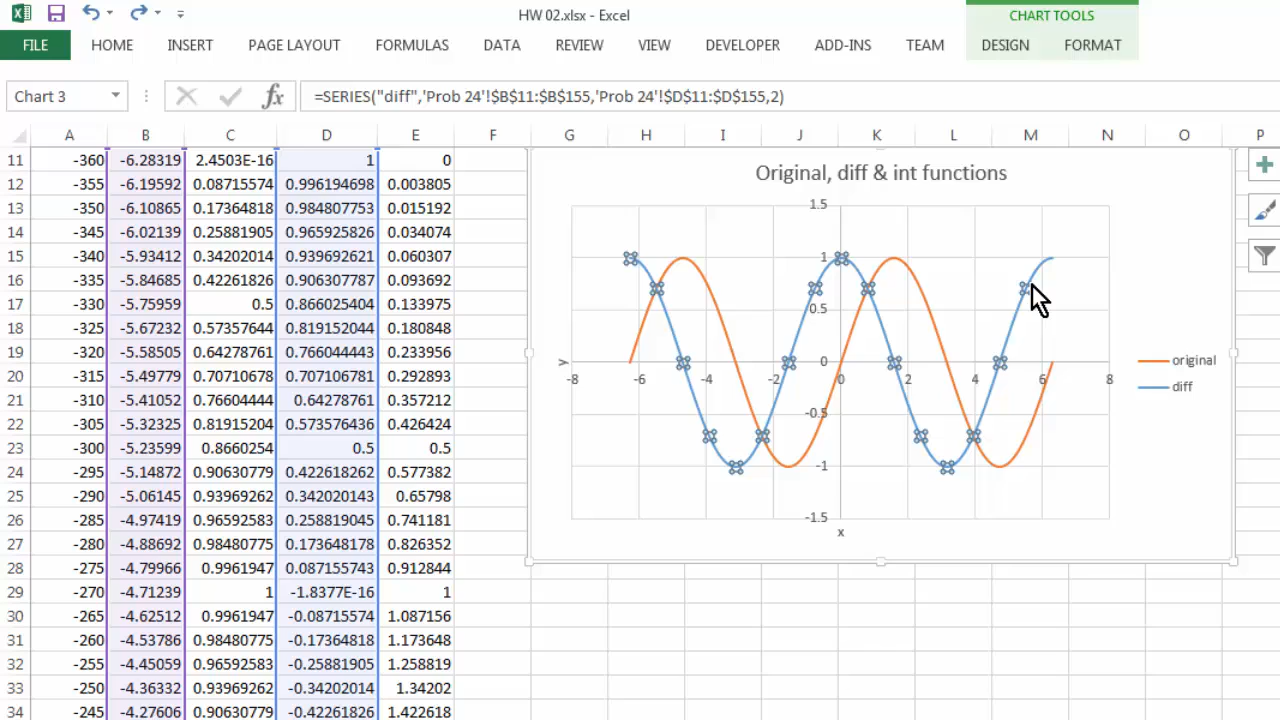 HW 02.xlsx - Excel
CHART TOOLS
FILE HOME INSERT PAGE LAYOUT FORMULAS DATA REVIEW VIEW DEVELOPER ADD-INS TEAM DESIGN FORMAT
Chart 3 fx =SERIES("diff",'Prob 24'!$B$11:$B$155,'Prob 24'!$D$11:$D$155,2)
A B C D E F G H I J K L M N O P
11 -360 -6.28319 2.4503E-16 1 0
12 -355 -6.19592 0.08715574 0.996194698 0.003805
13 -350 -6.10865 0.17364818 0.984807753 0.015192
14 -345 -6.02139 0.25881905 0.965925826 0.034074
15 -340 -5.93412 0.34202014 0.939692621 0.060307
16 -335 -5.84685 0.42261826 0.906307787 0.093692
17 -330 -5.75959 0.5 0.866025404 0.133975
18 -325 -5.67232 0.57357644 0.819152044 0.180848
19 -320 -5.58505 0.64278761 0.766044443 0.233956
20 -315 -5.49779 0.70710678 0.707106781 0.292893
21 -310 -5.41052 0.76604444 0.64278761 0.357212
22 -305 -5.32325 0.81915204 0.573576436 0.426424
23 -300 -5.23599 0.8660254 0.5 0.5
24 -295 -5.14872 0.90630779 0.422618262 0.577382
25 -290 -5.06145 0.93969262 0.342020143 0.65798
26 -285 -4.97419 0.96592583 0.258819045 0.741181
27 -280 -4.88692 0.98480775 0.173648178 0.826352
28 -275 -4.79966 0.9961947 0.087155743 0.912844
29 -270 -4.71239 1 -1.8377E-16 1
30 -265 -4.62512 0.9961947 -0.08715574 1.087156
31 -260 -4.53786 0.98480775 -0.17364818 1.173648
32 -255 -4.45059 0.96592583 -0.25881905 1.258819
33 -250 -4.36332 0.93969262 -0.34202014 1.34202
34 -245 -4.27606 0.90630779 -0.42261826 1.422618
Original, diff & int functions
1.5
1
0.5
0
-0.5
-1
-1.5
-8 -6 -4 -2 0 2 4 6 8
y
x
original
diff